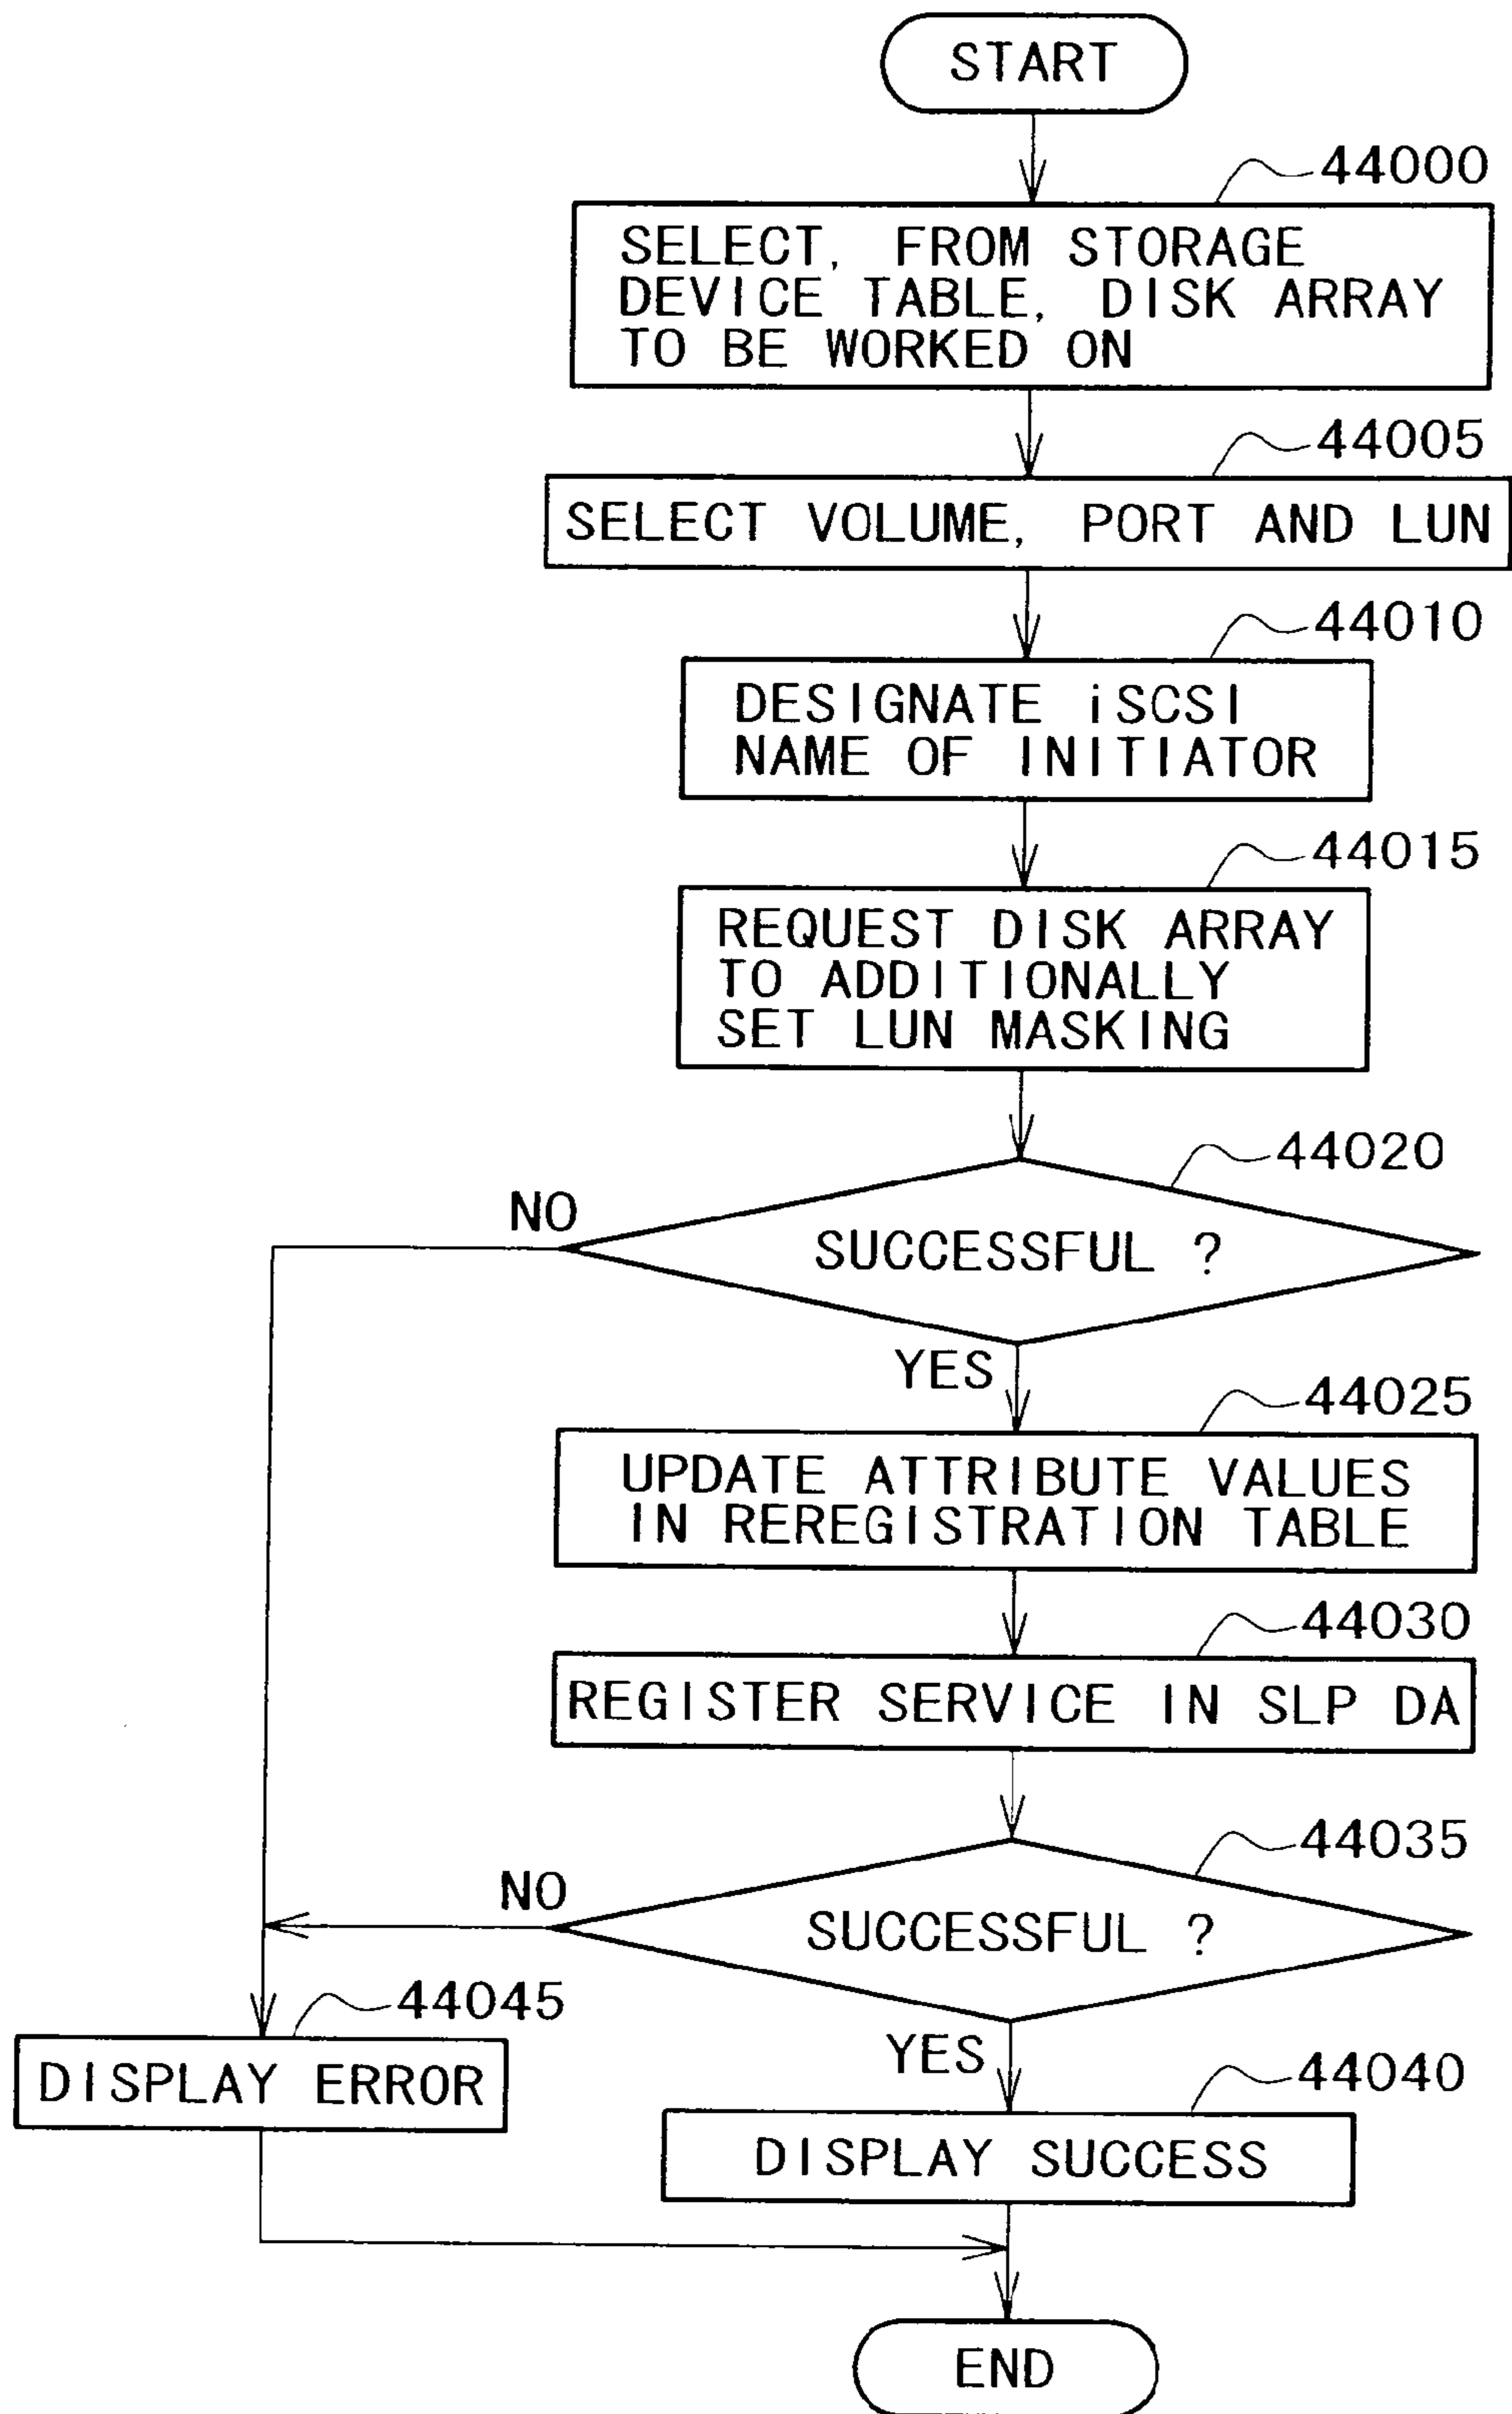 START
44000
SELECT, FROM STORAGE
DEVICE TABLE, DISK ARRAY
TO BE WORKED ON
44005
SELECT VOLUME, PORT AND LUN
44010
DESIGNATE iSCSI
NAME OF INITIATOR
44015
REQUEST DISK ARRAY
TO ADDITIONALLY
SET LUN MASKING
44020
NO
SUCCESSFUL ?
YES
44025
UPDATE ATTRIBUTE VALUES
IN REREGISTRATION TABLE
44030
REGISTER SERVICE IN SLP DA
44035
NO
SUCCESSFUL ?
44045
DISPLAY ERROR
YES
44040
DISPLAY SUCCESS
END